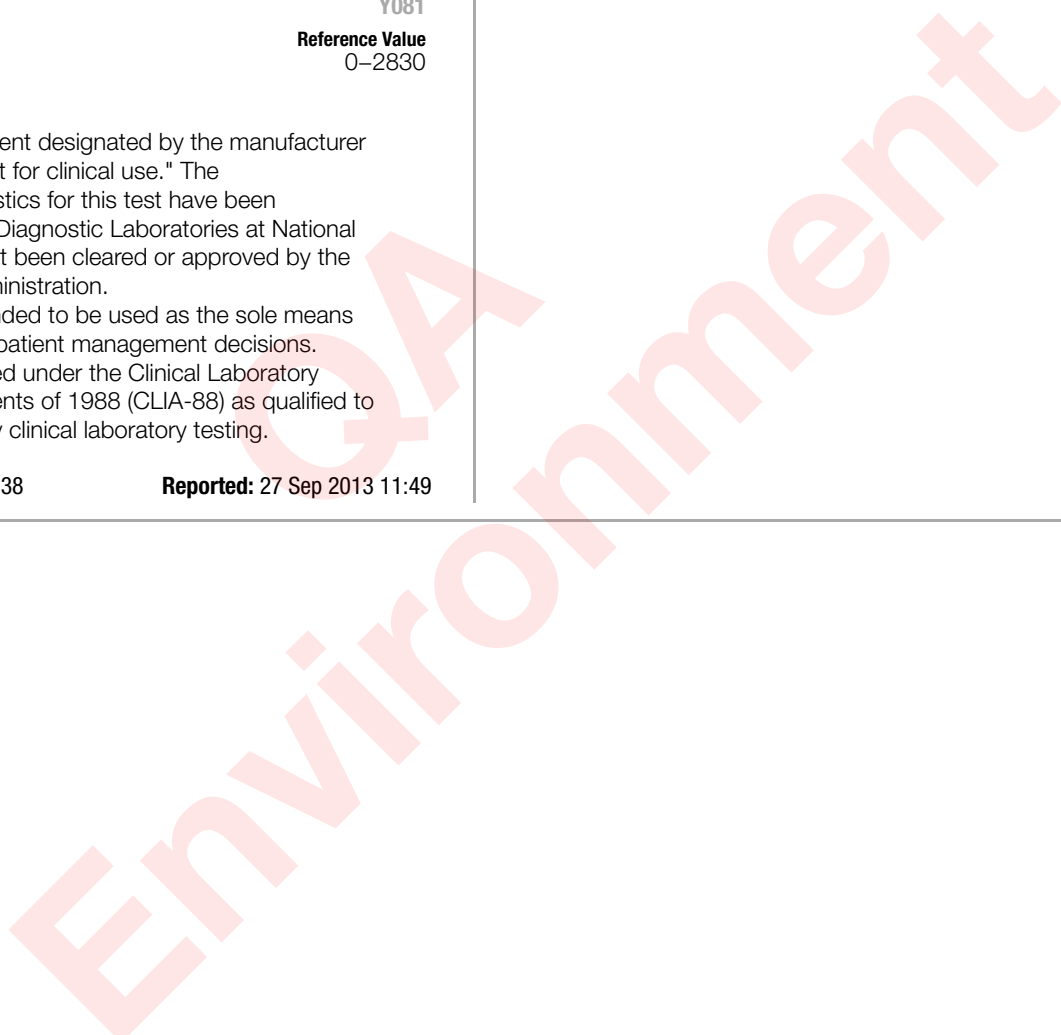 Y081
Reference Value
0–2830
ent designated by the manufacturer
t for clinical use." The
stics for this test have been
Diagnostic Laboratories at National
t been cleared or approved by the
ministration.
nded to be used as the sole means
patient management decisions.
ed under the Clinical Laboratory
ents of 1988 (CLIA-88) as qualified to
y clinical laboratory testing.
38 Reported: 27 Sep 2013 11:49
QA
Environment